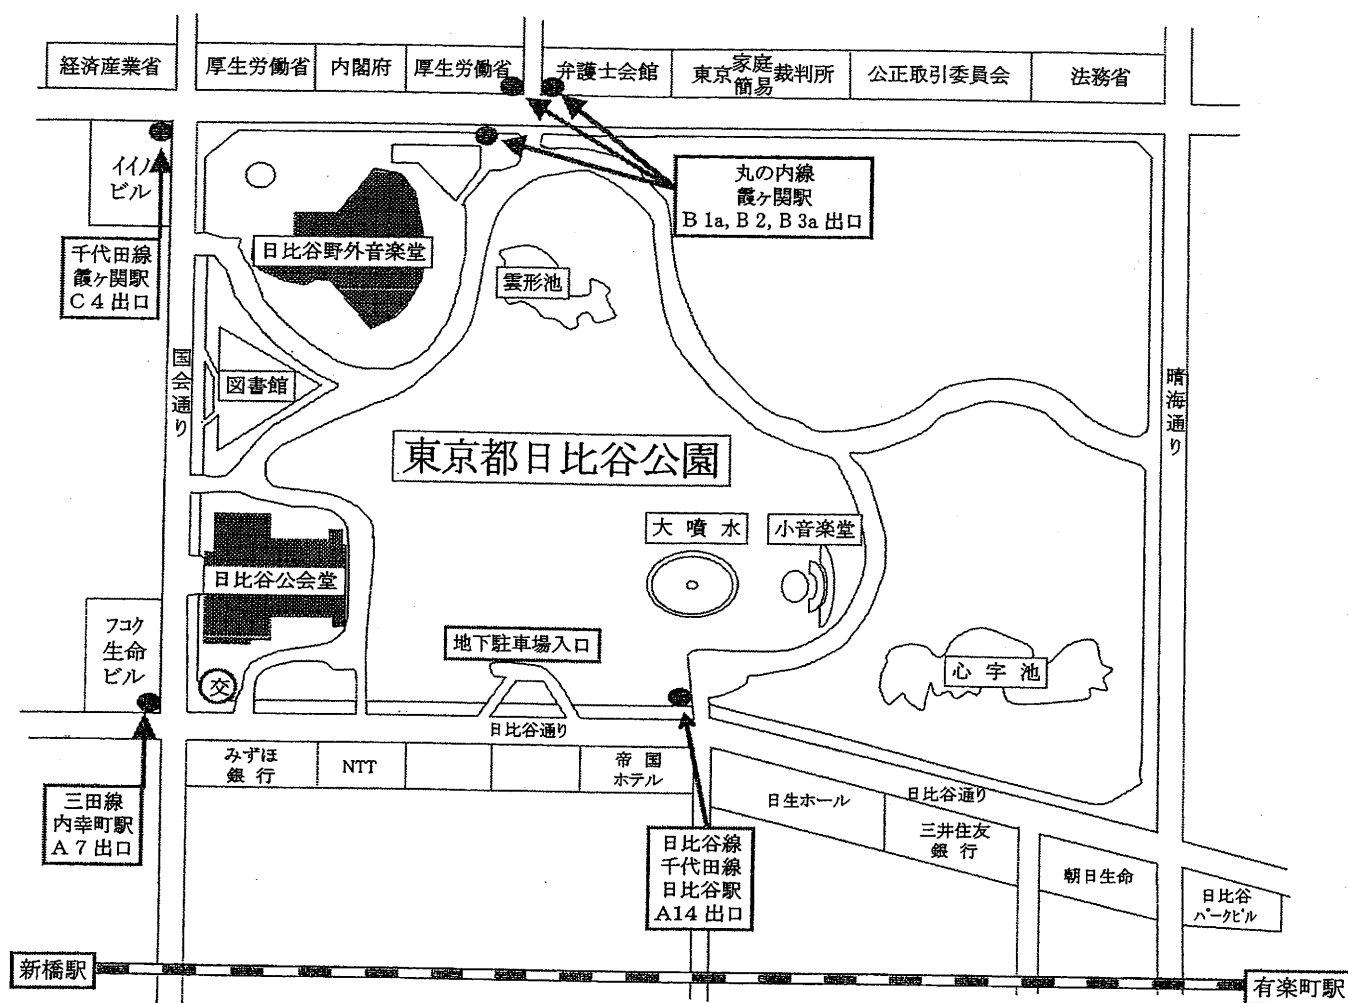 経済産業省
厚生労働省
内閣府
厚生労働省
弁護士会館
東京家庭簡易裁判所
公正取引委員会
法務省
イイノ
ビル
丸の内線
霞ヶ関駅
B 1a, B 2, B 3a 出口
千代田線
霞ヶ関駅
C 4 出口
日比谷野外音楽堂
雲形池
国会通り
図書館
晴海通り
東京都日比谷公園
大噴水
小音楽堂
日比谷公会堂
フコク
生命
ビル
地下駐車場入口
心字池
交
日比谷通り
みずほ
銀行
NTT
帝国
ホテル
日生ホール
日比谷通り
三井住友
銀行
朝日生命
日比谷
パークビル
三田線
内幸町駅
A 7 出口
日比谷線
千代田線
日比谷駅
A14 出口
新橋駅
有楽町駅